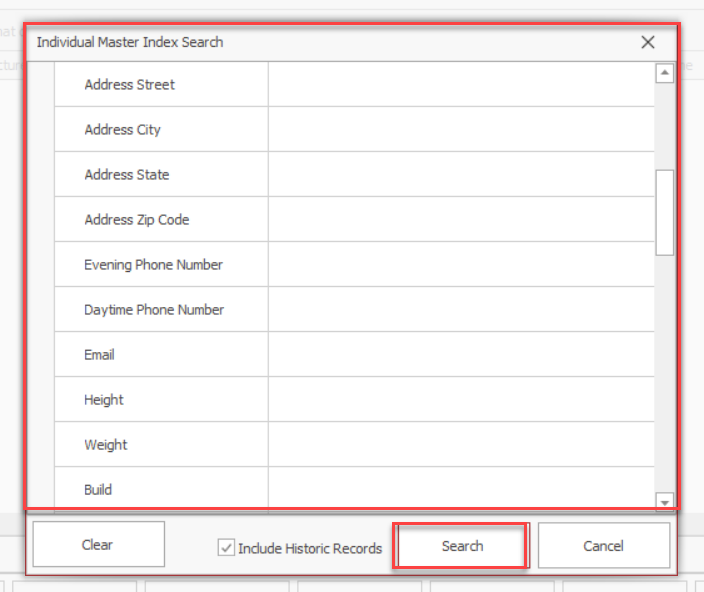 Individual Master Index Search
Address Street
Address City
Address State
Address Zip Code
Evening Phone Number
Daytime Phone Number
Email
Height
Weight
Build
Clear
Include Historic Records
Search
Cancel